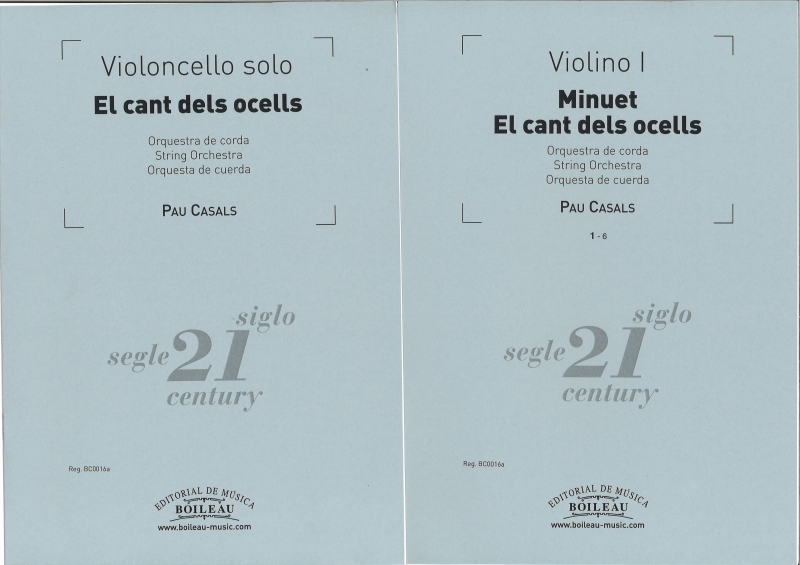 Violoncello solo
El cant dels ocells
Orquestra de corda
String Orchestra
Orquesta de cuerda
PAU CASALS
siglo
segle 21
century
Reg. BC0016a
EDITORIAL DE MÚSICA
BOILEAU
www.boileau-music.com
Violino I
Minuet
El cant dels ocells
Orquestra de corda
String Orchestra
Orquesta de cuerda
PAU CASALS
1 - 6
siglo
segle 21
century
Reg. BC0016a
EDITORIAL DE MÚSICA
BOILEAU
www.boileau-music.com